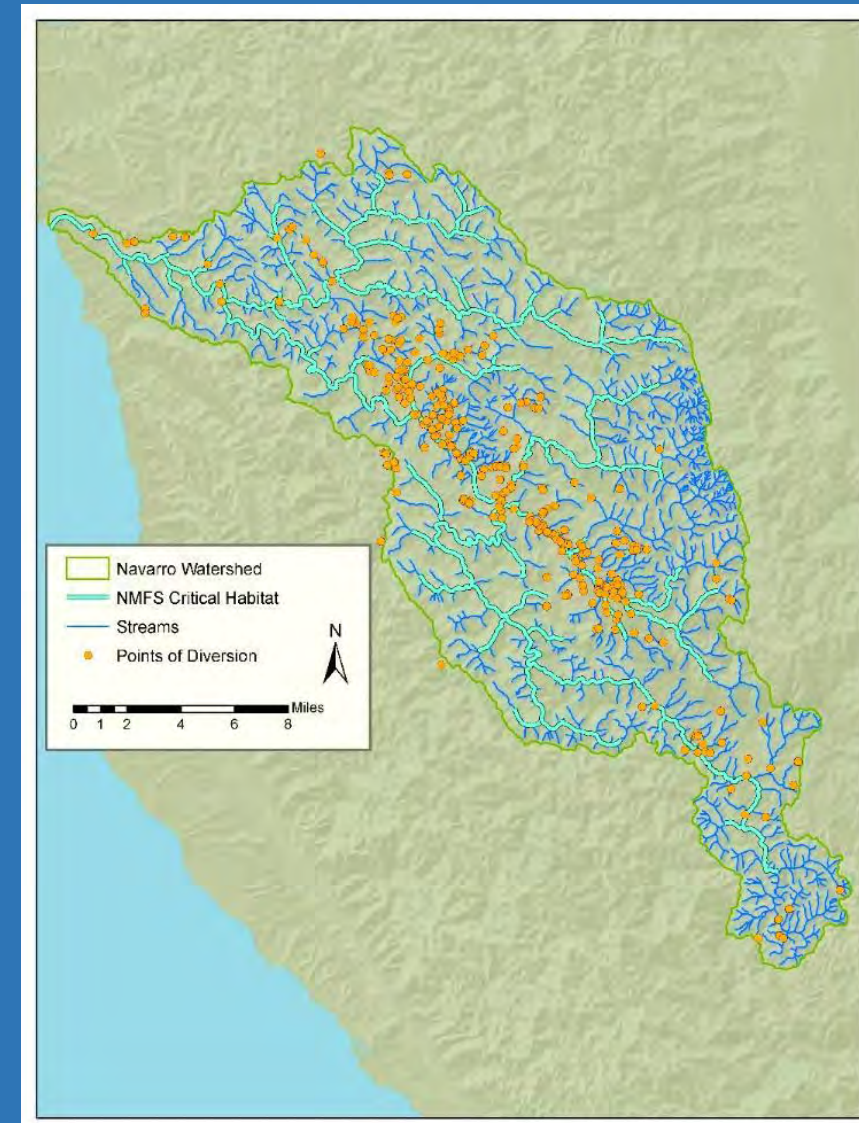 Navarro Watershed
NMFS Critical Habitat
Streams
Points of Diversion
N
Miles
0 1 2 4 6 8